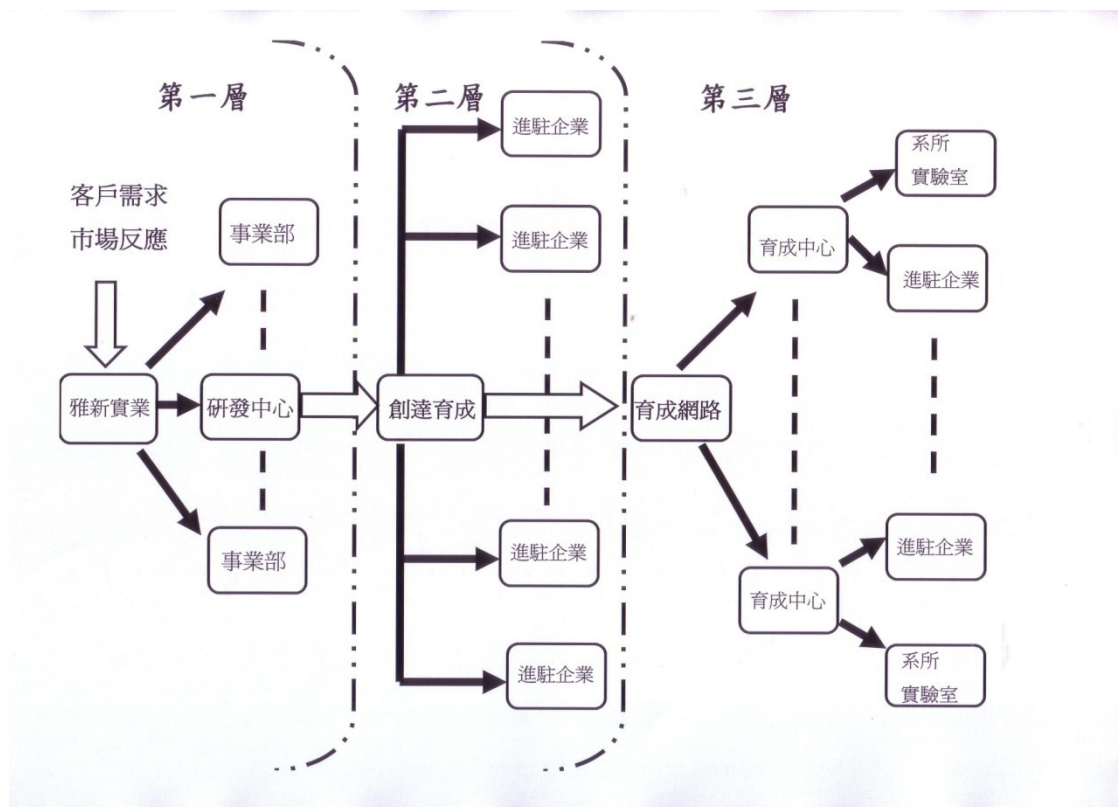 第一層
客戶需求
市場反應
事業部
雅新實業
研發中心
事業部
第二層
進駐企業
進駐企業
創達育成
進駐企業
進駐企業
第三層
系所
實驗室
育成中心
進駐企業
育成網路
進駐企業
育成中心
系所
實驗室